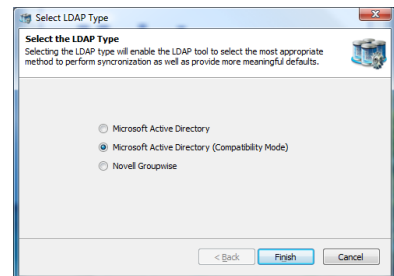 Select LDAP Type
Select the LDAP Type
Selecting the LDAP type will enable the LDAP tool to select the most appropriate
method to perform syncronization as well as provide more meaningful defaults.
Microsoft Active Directory
Microsoft Active Directory (Compatibility Mode)
Novell Groupwise
< Back
Finish
Cancel